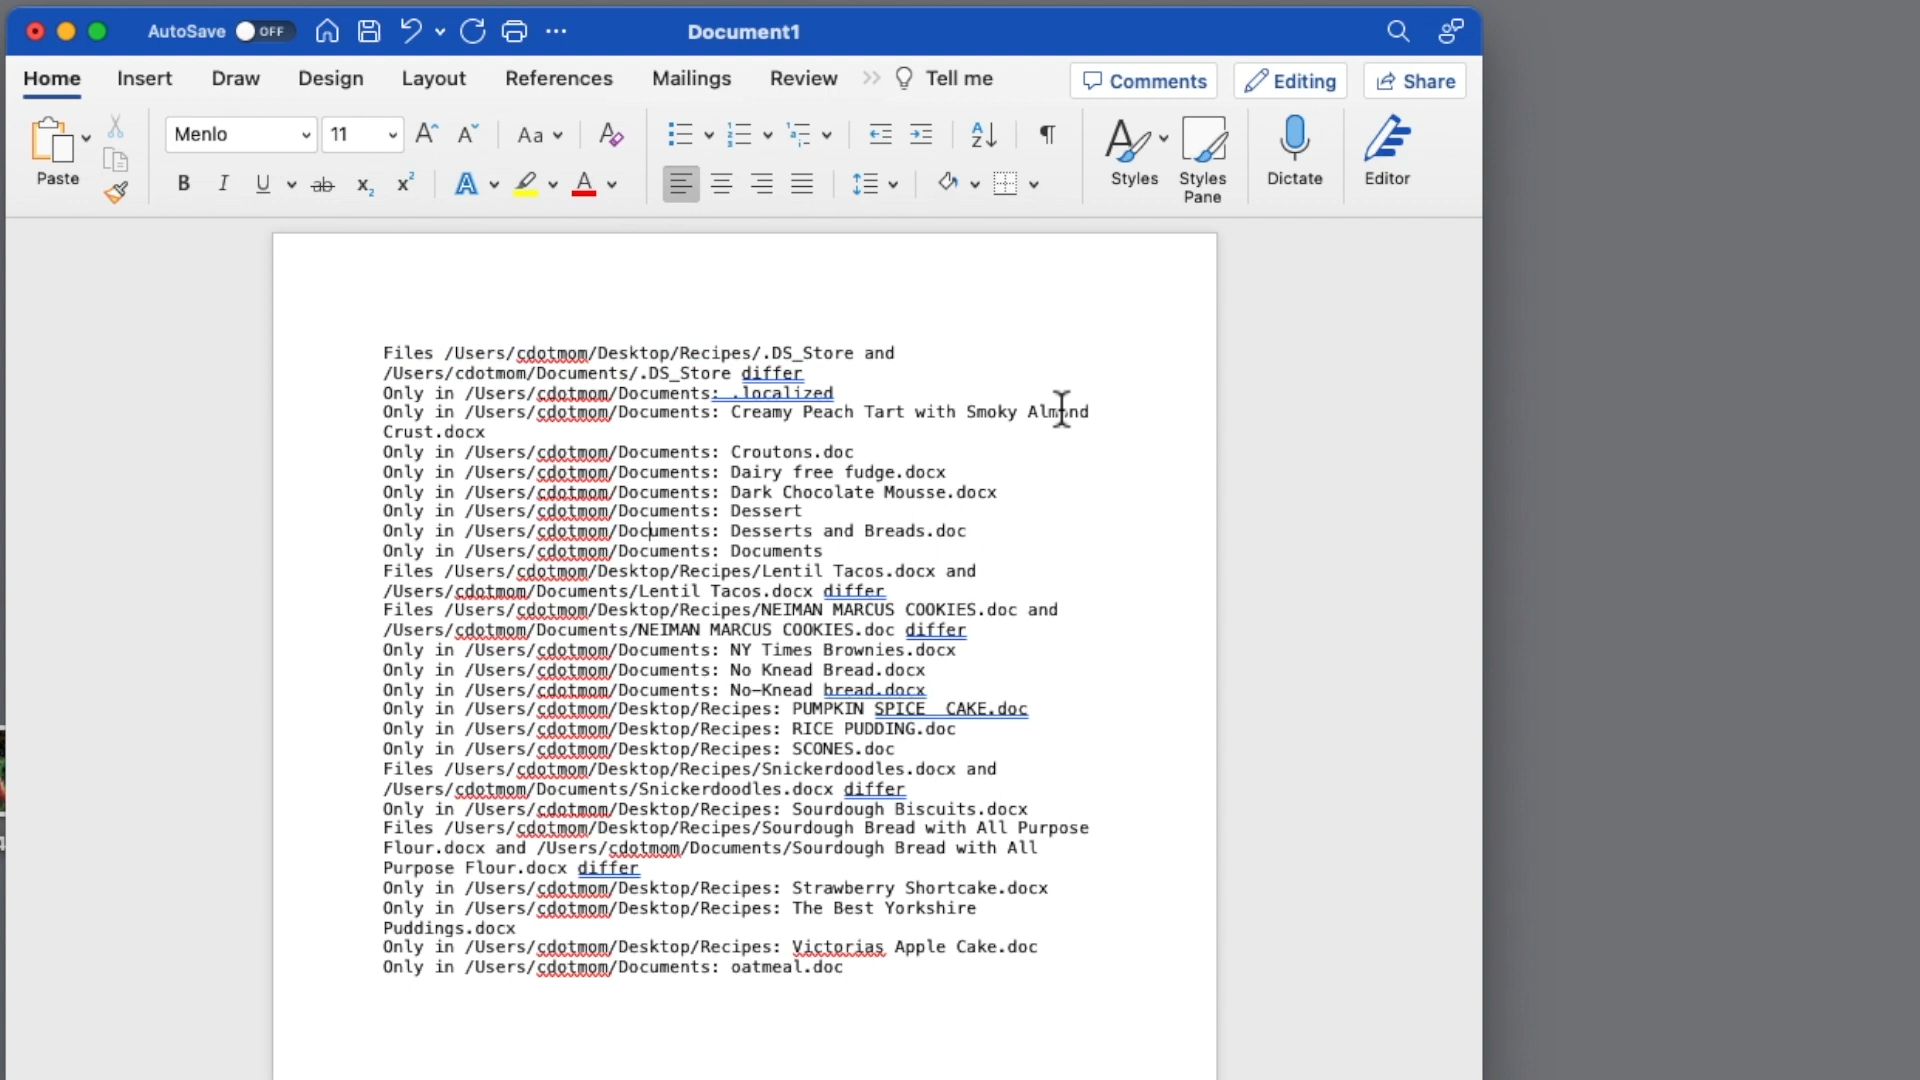 AutoSave OFF Document1
Home Insert Draw Design Layout References Mailings Review Tell me Comments Editing Share
Paste Menlo 11 Styles Styles Pane Dictate Editor
Files /Users/cdotmom/Desktop/Recipes/.DS_Store and
/Users/cdotmom/Documents/.DS_Store differ
Only in /Users/cdotmom/Documents: .localized
Only in /Users/cdotmom/Documents: Creamy Peach Tart with Smoky Almond
Crust.docx
Only in /Users/cdotmom/Documents: Croutons.doc
Only in /Users/cdotmom/Documents: Dairy free fudge.docx
Only in /Users/cdotmom/Documents: Dark Chocolate Mousse.docx
Only in /Users/cdotmom/Documents: Dessert
Only in /Users/cdotmom/Documents: Desserts and Breads.doc
Only in /Users/cdotmom/Documents: Documents
Files /Users/cdotmom/Desktop/Recipes/Lentil Tacos.docx and
/Users/cdotmom/Documents/Lentil Tacos.docx differ
Files /Users/cdotmom/Desktop/Recipes/NEIMAN MARCUS COOKIES.doc and
/Users/cdotmom/Documents/NEIMAN MARCUS COOKIES.doc differ
Only in /Users/cdotmom/Documents: NY Times Brownies.docx
Only in /Users/cdotmom/Documents: No Knead Bread.docx
Only in /Users/cdotmom/Documents: No-Knead bread.docx
Only in /Users/cdotmom/Desktop/Recipes: PUMPKIN SPICE  CAKE.doc
Only in /Users/cdotmom/Desktop/Recipes: RICE PUDDING.doc
Only in /Users/cdotmom/Desktop/Recipes: SCONES.doc
Files /Users/cdotmom/Desktop/Recipes/Snickerdoodles.docx and
/Users/cdotmom/Documents/Snickerdoodles.docx differ
Only in /Users/cdotmom/Desktop/Recipes: Sourdough Biscuits.docx
Files /Users/cdotmom/Desktop/Recipes/Sourdough Bread with All Purpose
Flour.docx and /Users/cdotmom/Documents/Sourdough Bread with All
Purpose Flour.docx differ
Only in /Users/cdotmom/Desktop/Recipes: Strawberry Shortcake.docx
Only in /Users/cdotmom/Desktop/Recipes: The Best Yorkshire
Puddings.docx
Only in /Users/cdotmom/Desktop/Recipes: Victorias Apple Cake.doc
Only in /Users/cdotmom/Documents: oatmeal.doc